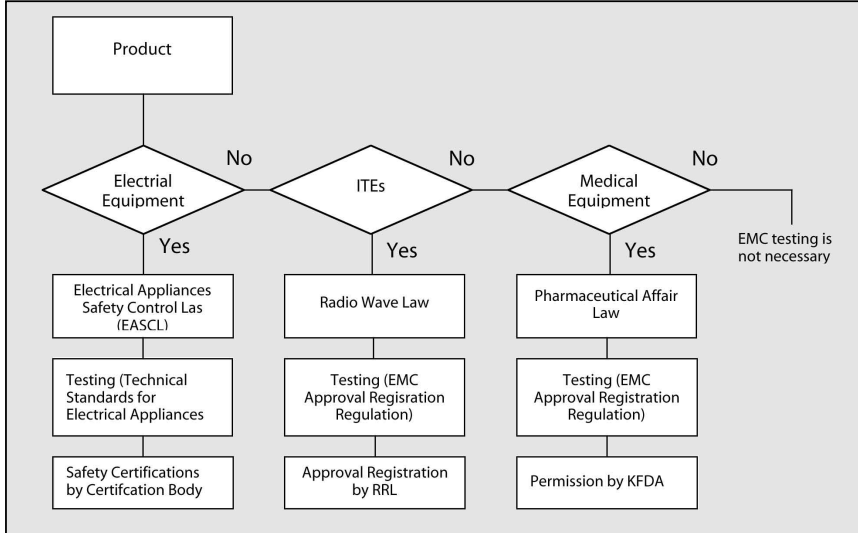 Product
No
No
No
Electrial
Equipment
ITEs
Medical
Equipment
EMC testing is
not necessary
Yes
Yes
Yes
Electrical Appliances
Safety Control Las
(EASCL)
Radio Wave Law
Pharmaceutical Affair
Law
Testing (Technical
Standards for
Electrical Appliances
Testing (EMC
Approval Regisration
Regulation)
Testing (EMC
Approval Registration
Regulation)
Safety Certifications
by Certifcation Body
Approval Registration
by RRL
Permission by KFDA